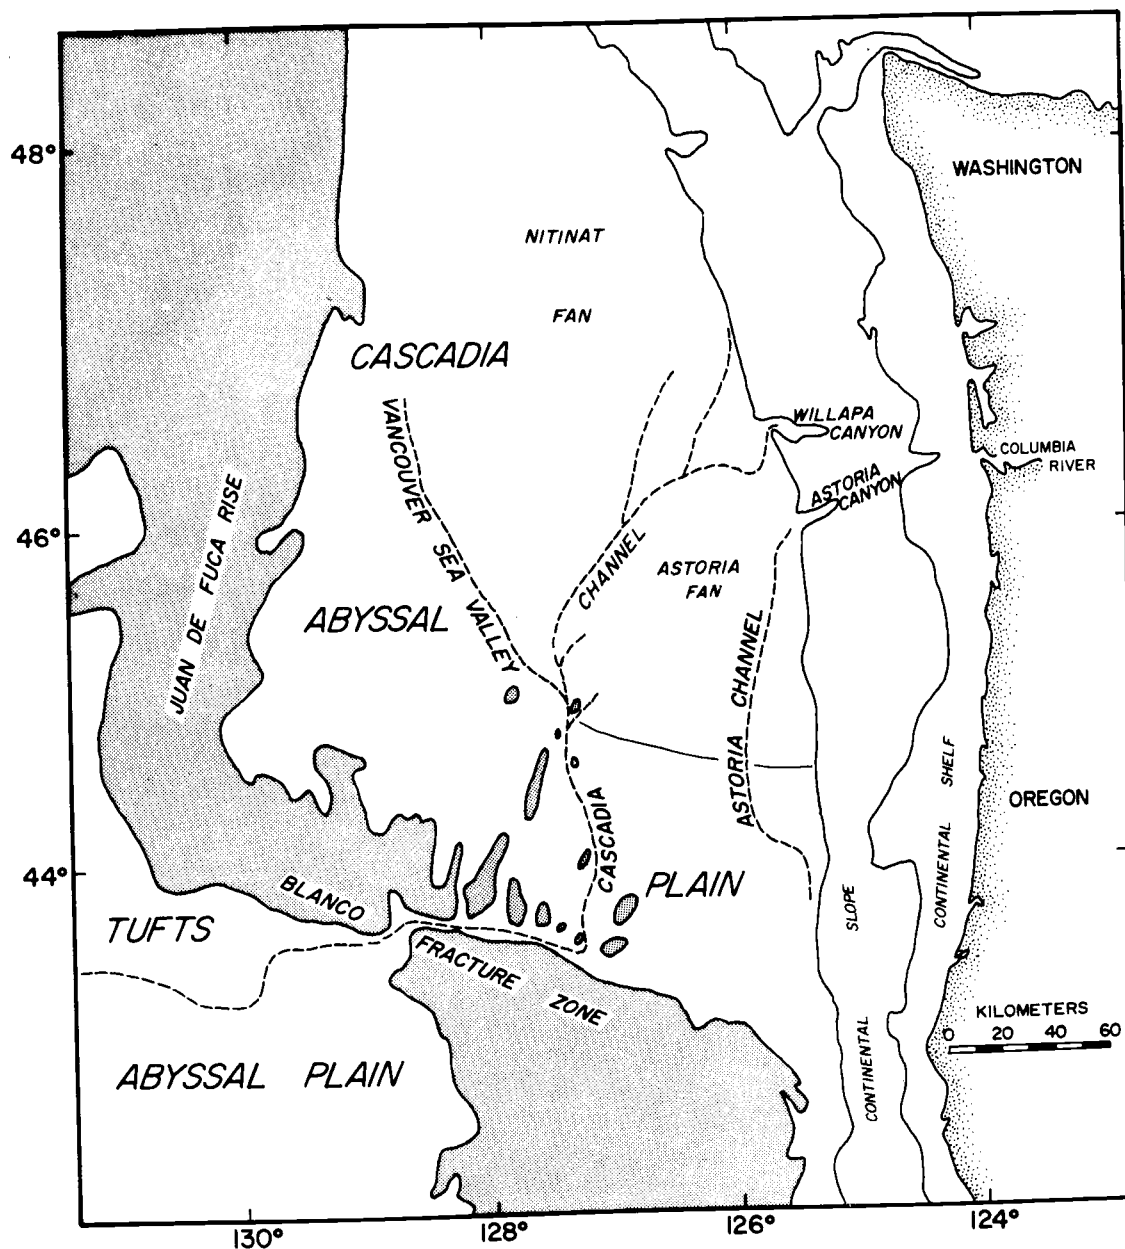 48°
WASHINGTON
NITINAT
FAN
CASCADIA
VANCOUVER SEA VALLEY
WILLAPA
CANYON
COLUMBIA
RIVER
ASTORIA
CANYON
46°
JUAN DE FUCA RISE
CHANNEL
ASTORIA
FAN
ABYSSAL
ASTORIA CHANNEL
CONTINENTAL SHELF
OREGON
CASCADIA
44°
BLANCO
PLAIN
TUFTS
FRACTURE ZONE
CONTINENTAL SLOPE
KILOMETERS
0 20 40 60
ABYSSAL PLAIN
130° 128° 126° 124°